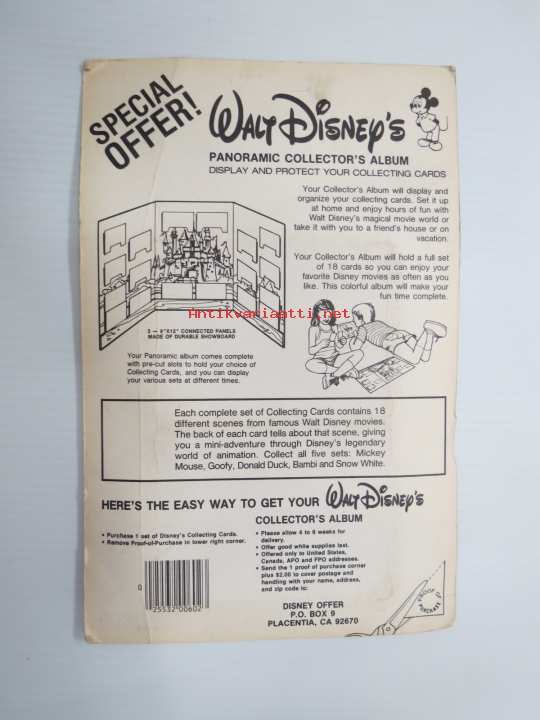 SPECIAL
OFFER!
WALT DISNEY'S
PANORAMIC COLLECTOR'S ALBUM
DISPLAY AND PROTECT YOUR COLLECTING CARDS
Your Collector's Album will display and
organize your collecting cards. Set it up
at home and enjoy hours of fun with
Walt Disney's magical movie world or
take it with you to a friend's house or on
vacation.
Your Collector's Album will hold a full set
of 18 cards so you can enjoy your
favorite Disney movies as often as you
like. This colorful album will make your
fun time complete.
3 — 9"X12" CONNECTED PANELS
MADE OF DURABLE SHOWBOARD
Antikvariaatti.net
Your Panoramic album comes complete
with pre-cut slots to hold your choice of
Collecting Cards, and you can display
your various sets at different times.
Each complete set of Collecting Cards contains 18
different scenes from famous Walt Disney movies.
The back of each card tells about that scene, giving
you a mini-adventure through Disney's legendary
world of animation. Collect all five sets: Mickey
Mouse, Goofy, Donald Duck, Bambi and Snow White.
HERE'S THE EASY WAY TO GET YOUR WALT DISNEY'S
COLLECTOR'S ALBUM
• Purchase 1 set of Disney's Collecting Cards.
• Remove Proof-of-Purchase in lower right corner.
• Please allow 4 to 6 weeks for
delivery.
• Offer good while supplies last.
• Offered only to United States,
Canada, APO and FPO addresses.
• Send the 1 proof of purchase corner
plus $2.00 to cover postage and
handling with your name, address,
and zip code to:
DISNEY OFFER
P.O. BOX 9
PLACENTIA, CA 92670
0
25532 00602
PROOF
PURCHASE